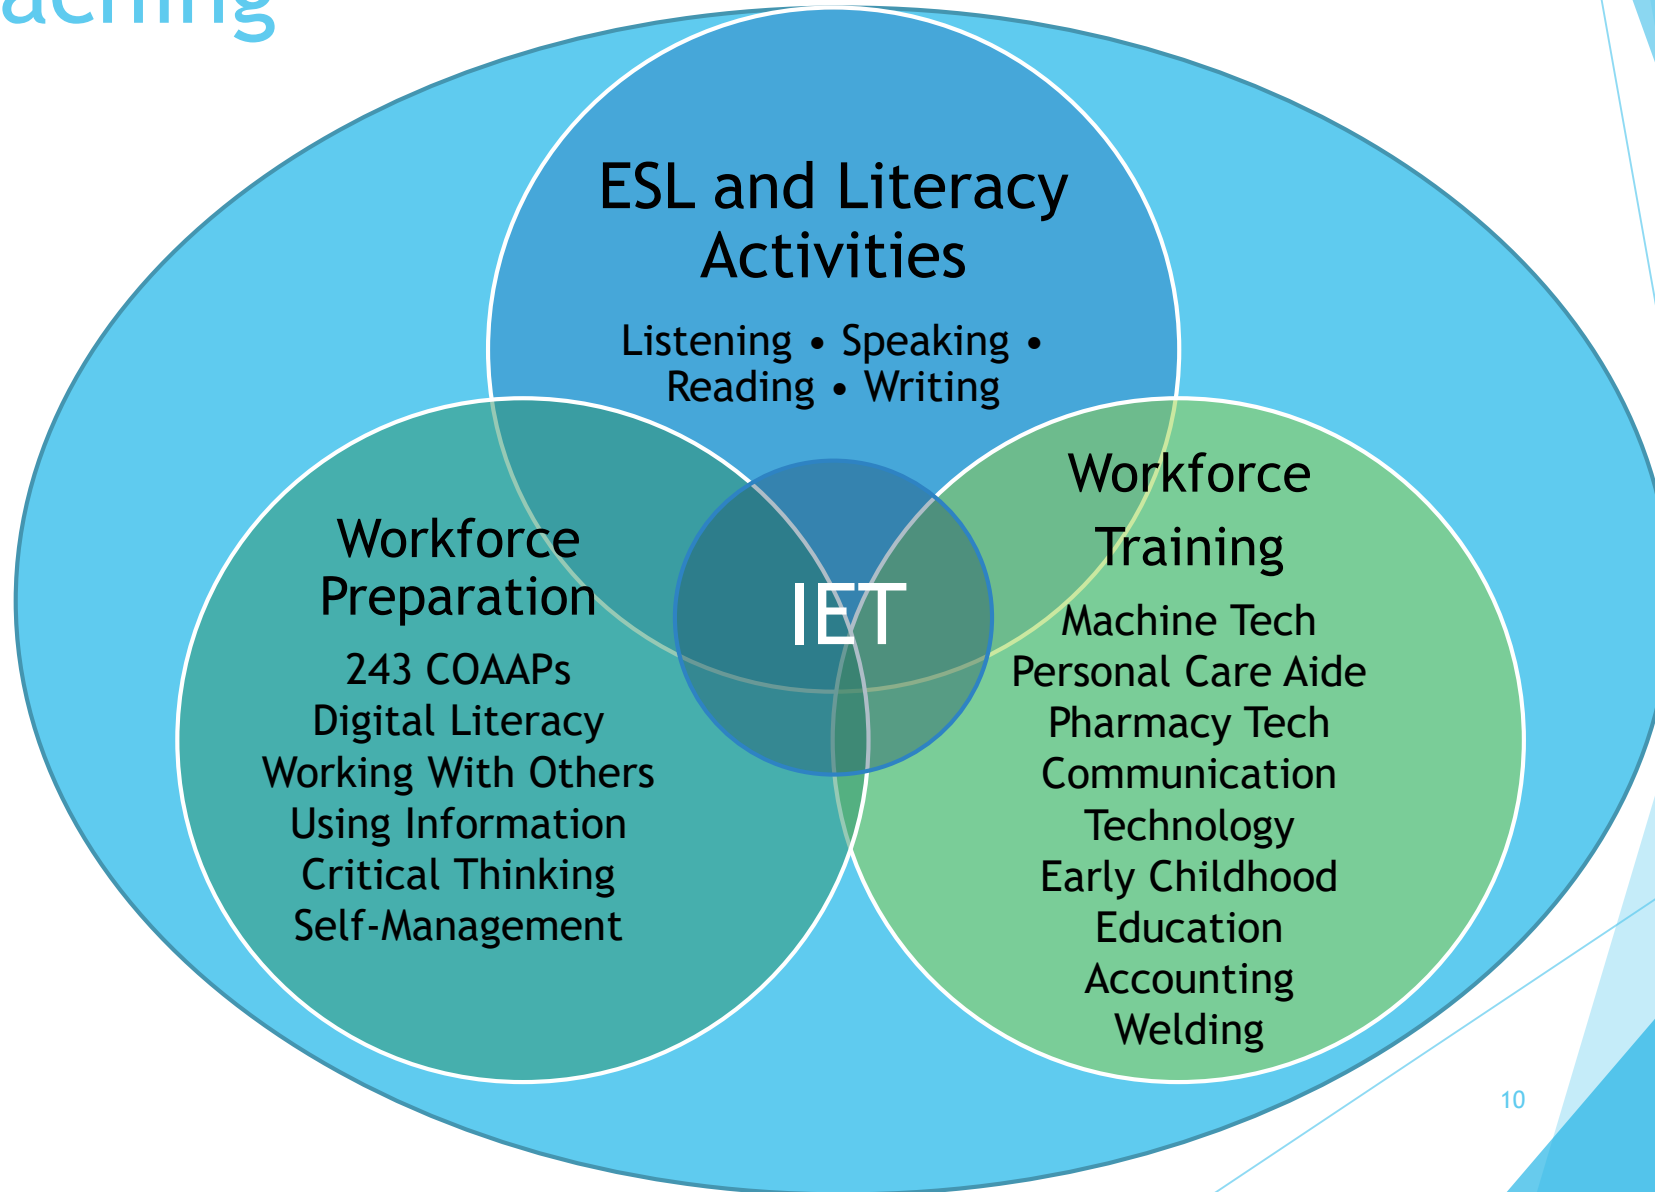 ESL and Literacy
Activities
Listening • Speaking •
Reading • Writing
Workforce
Preparation
243 COAAPs
Digital Literacy
Working With Others
Using Information
Critical Thinking
Self-Management
IET
Workforce
Training
Machine Tech
Personal Care Aide
Pharmacy Tech
Communication
Technology
Early Childhood
Education
Accounting
Welding
10